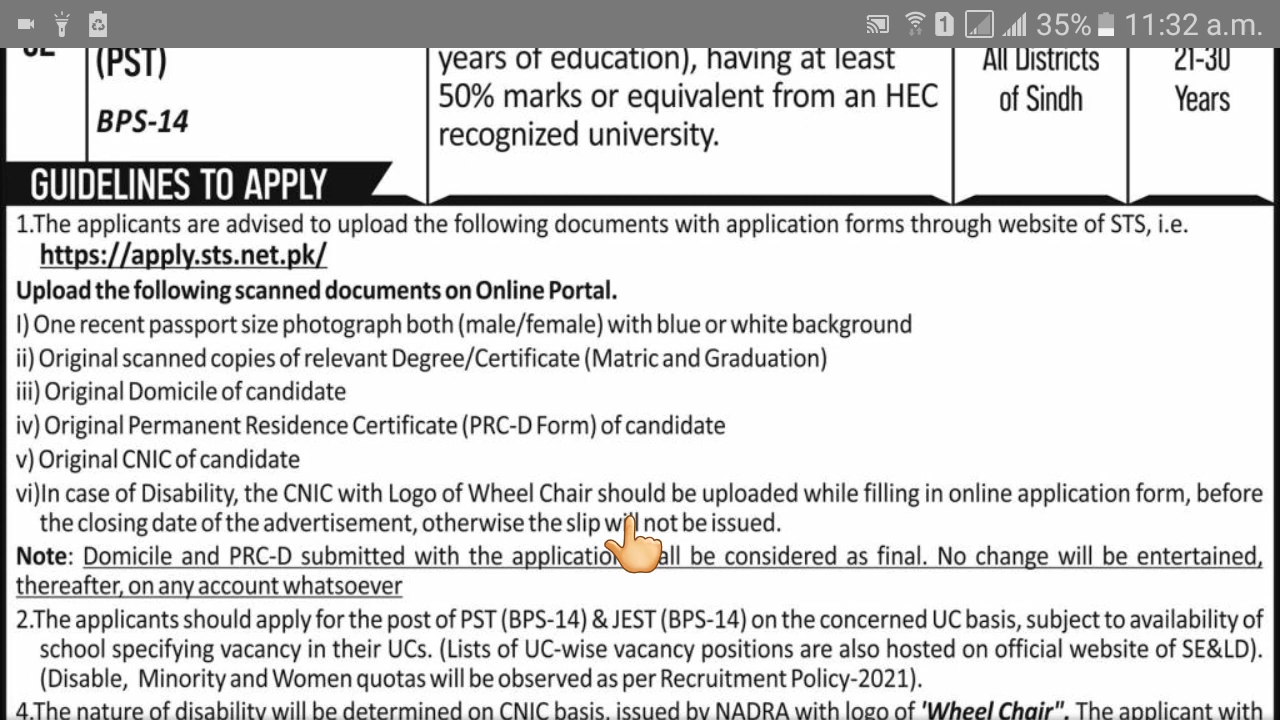 35% 11:32 a.m.
1
(PST)
BPS-14
years of education), having at least
50% marks or equivalent from an HEC
recognized university.
All Districts
of Sindh
21-30
Years
GUIDELINES TO APPLY
1.The applicants are advised to upload the following documents with application forms through website of STS, i.e.
https://apply.sts.net.pk/
Upload the following scanned documents on Online Portal.
I) One recent passport size photograph both (male/female) with blue or white background
ii) Original scanned copies of relevant Degree/Certificate (Matric and Graduation)
iii) Original Domicile of candidate
iv) Original Permanent Residence Certificate (PRC-D Form) of candidate
v) Original CNIC of candidate
vi)In case of Disability, the CNIC with Logo of Wheel Chair should be uploaded while filling in online application form, before
the closing date of the advertisement, otherwise the slip will not be issued.
Note: Domicile and PRC-D submitted with the application all be considered as final. No change will be entertained,
thereafter, on any account whatsoever
2.The applicants should apply for the post of PST (BPS-14) & JEST (BPS-14) on the concerned UC basis, subject to availability of
school specifying vacancy in their UCs. (Lists of UC-wise vacancy positions are also hosted on official website of SE&LD).
(Disable, Minority and Women quotas will be observed as per Recruitment Policy-2021).
4.The nature of disability will be determined on CNIC basis, issued by NADRA with logo of 'Wheel Chair". The applicant with